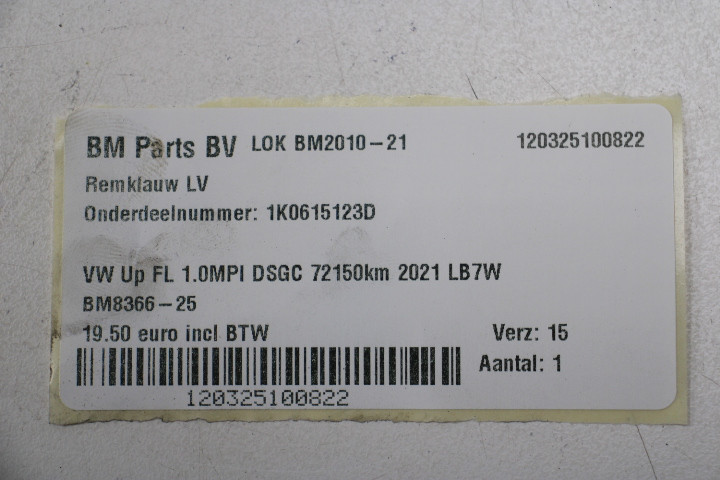 BM Parts BV LOK BM2010-21 120325100822
Remklauw LV
Onderdeelnummer: 1K0615123D
VW Up FL 1.0MPI DSGC 72150km 2021 LB7W
BM8366-25
19.50 euro incl BTW Verz: 15
Aantal: 1
120325100822